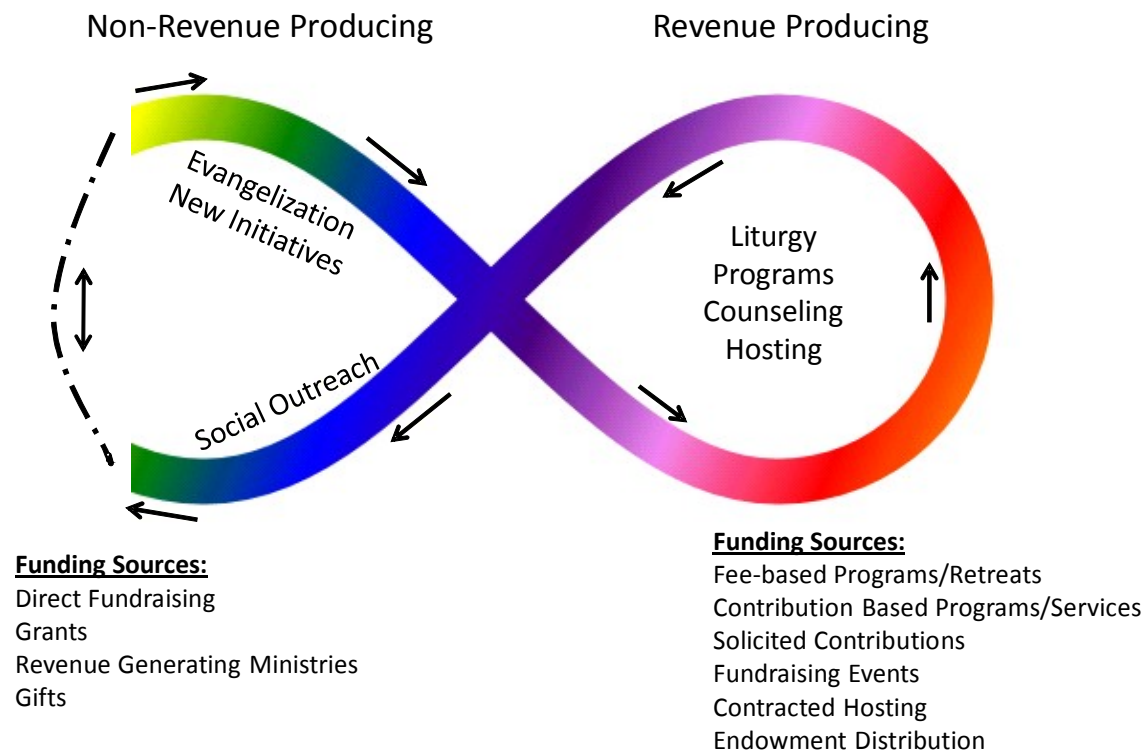 Non-Revenue Producing
Revenue Producing
Evangelization
New Initiatives
Social Outreach
Liturgy
Programs
Counseling
Hosting
Funding Sources:
Direct Fundraising
Grants
Revenue Generating Ministries
Gifts
Funding Sources:
Fee-based Programs/Retreats
Contribution Based Programs/Services
Solicited Contributions
Fundraising Events
Contracted Hosting
Endowment Distribution